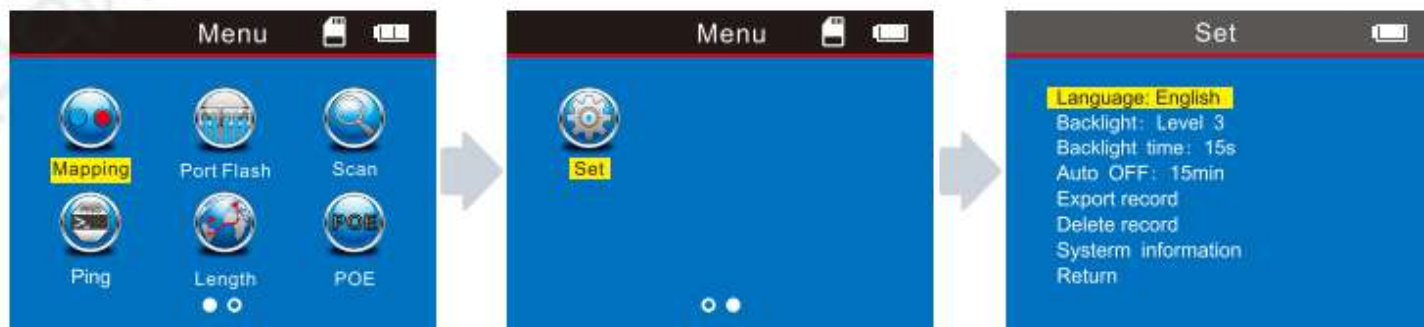 Menu
Mapping
Port Flash
Scan
POE
Ping
Length
POE
Menu
Set
Set
Language: English
Backlight: Level 3
Backlight time: 15s
Auto OFF: 15min
Export record
Delete record
Systerm information
Return